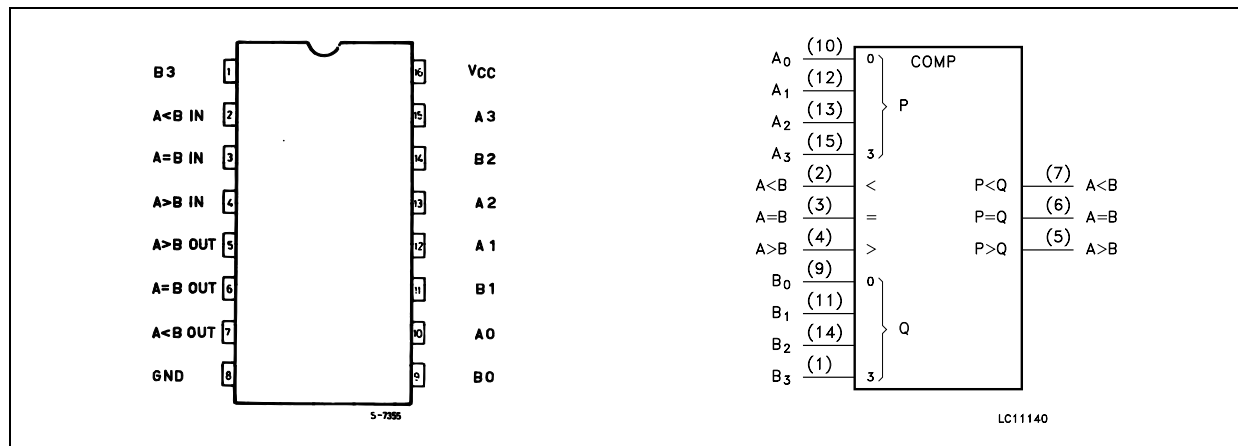 B3 1 16 VCC
A<B IN 2 15 A3
A=B IN 3 14 B2
A>B IN 4 13 A2
A>B OUT 5 12 A1
A=B OUT 6 11 B1
A<B OUT 7 10 A0
GND 8 9 B0
S-7355
A0 (10) 0 COMP
A1 (12)
P
A2 (13)
A3 (15) 3
A<B (2) < P<Q (7) A<B
A=B (3) = P=Q (6) A=B
A>B (4) > P>Q (5) A>B
B0 (9) 0
B1 (11)
Q
B2 (14)
B3 (1) 3
LC11140